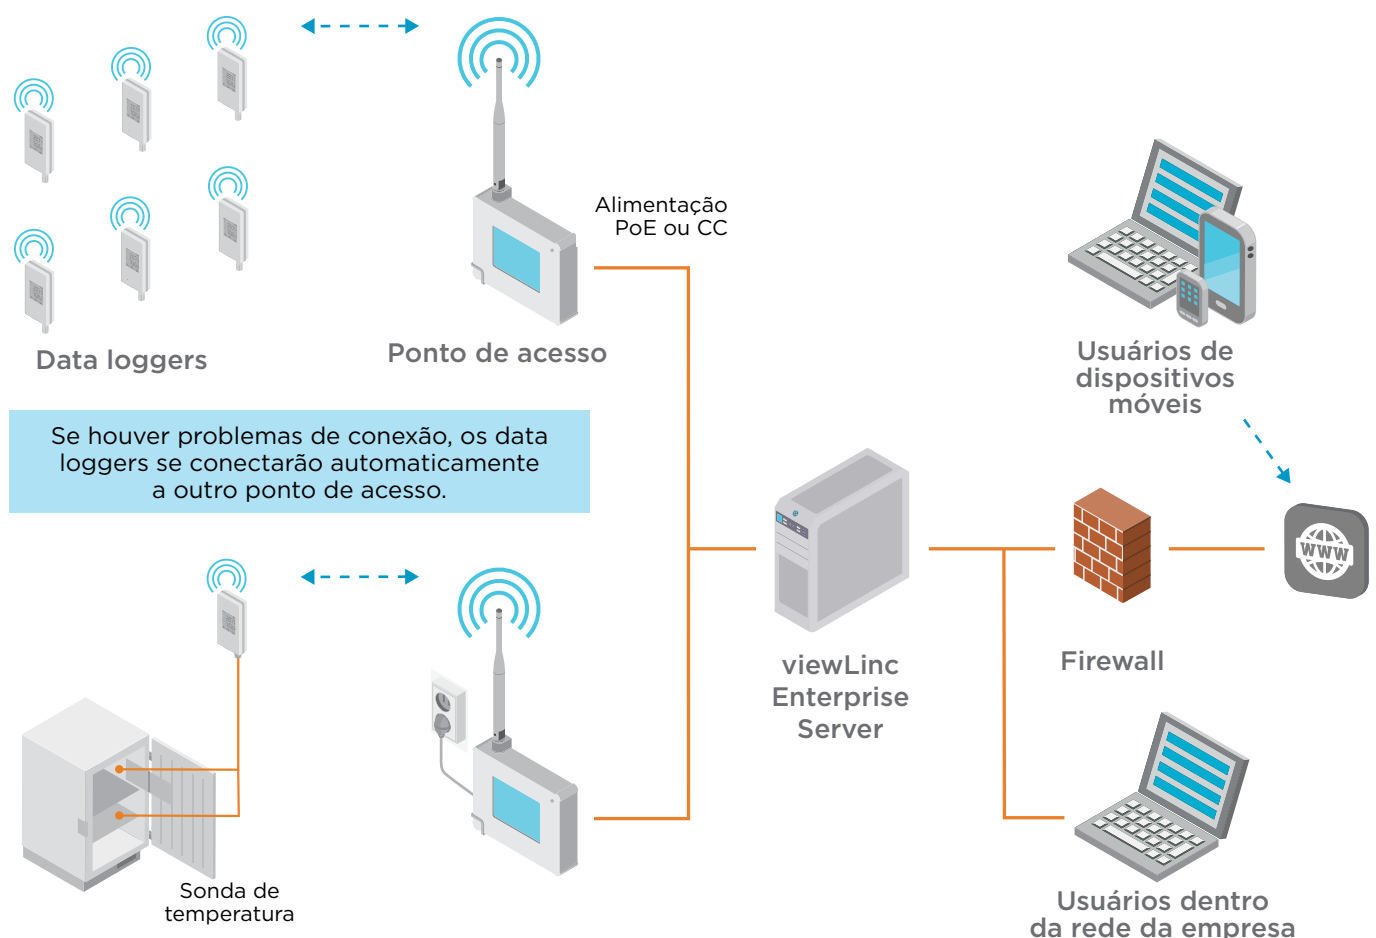 Alimentação
PoE ou CC
Data loggers
Ponto de acesso
Usuários de
dispositivos
móveis
Se houver problemas de conexão, os data
loggers se conectarão automaticamente
a outro ponto de acesso.
WWW
viewLinc
Enterprise
Server
Firewall
Sonda de
temperatura
Usuários dentro
da rede da empresa